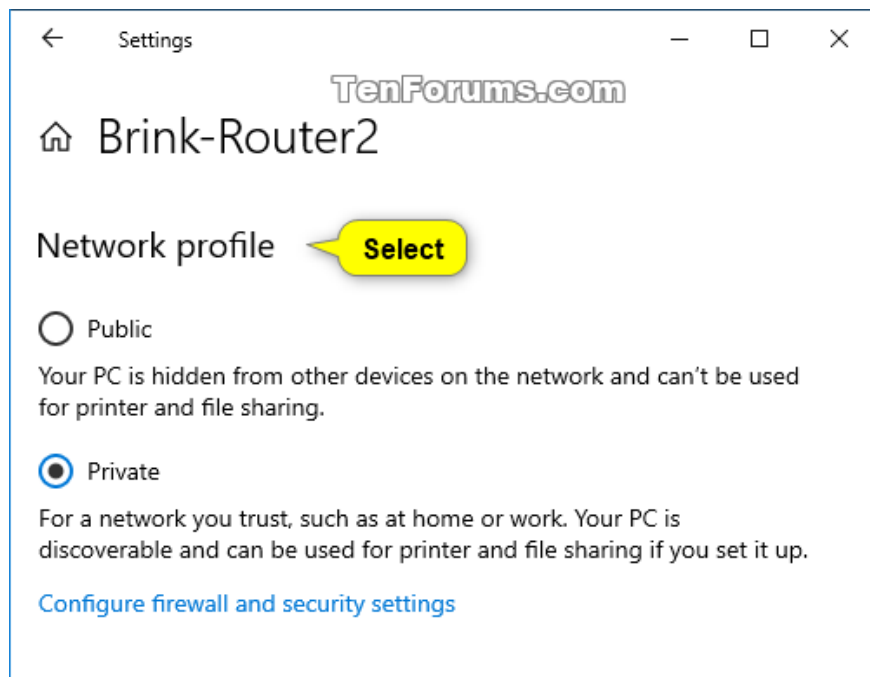 Settings
TenForums.com
Brink-Router2
Network profile
Select
Public
Your PC is hidden from other devices on the network and can't be used
for printer and file sharing.
Private
For a network you trust, such as at home or work. Your PC is
discoverable and can be used for printer and file sharing if you set it up.
Configure firewall and security settings